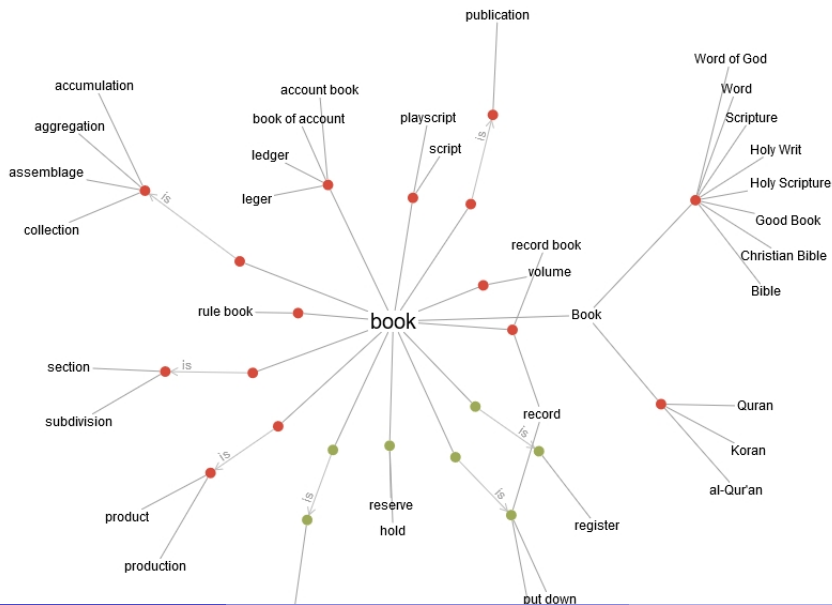 publication
Word of God
accumulation
Word
account book
Scripture
book of account
playscript
aggregation
is
script
Holy Writ
ledger
assemblage
Holy Scripture
is
leger
Good Book
collection
record book
Christian Bible
volume
Bible
rule book
book
Book
section
is
Quran
subdivision
record
is
Koran
is
al-Qur'an
is
is
reserve
product
register
hold
production
put down